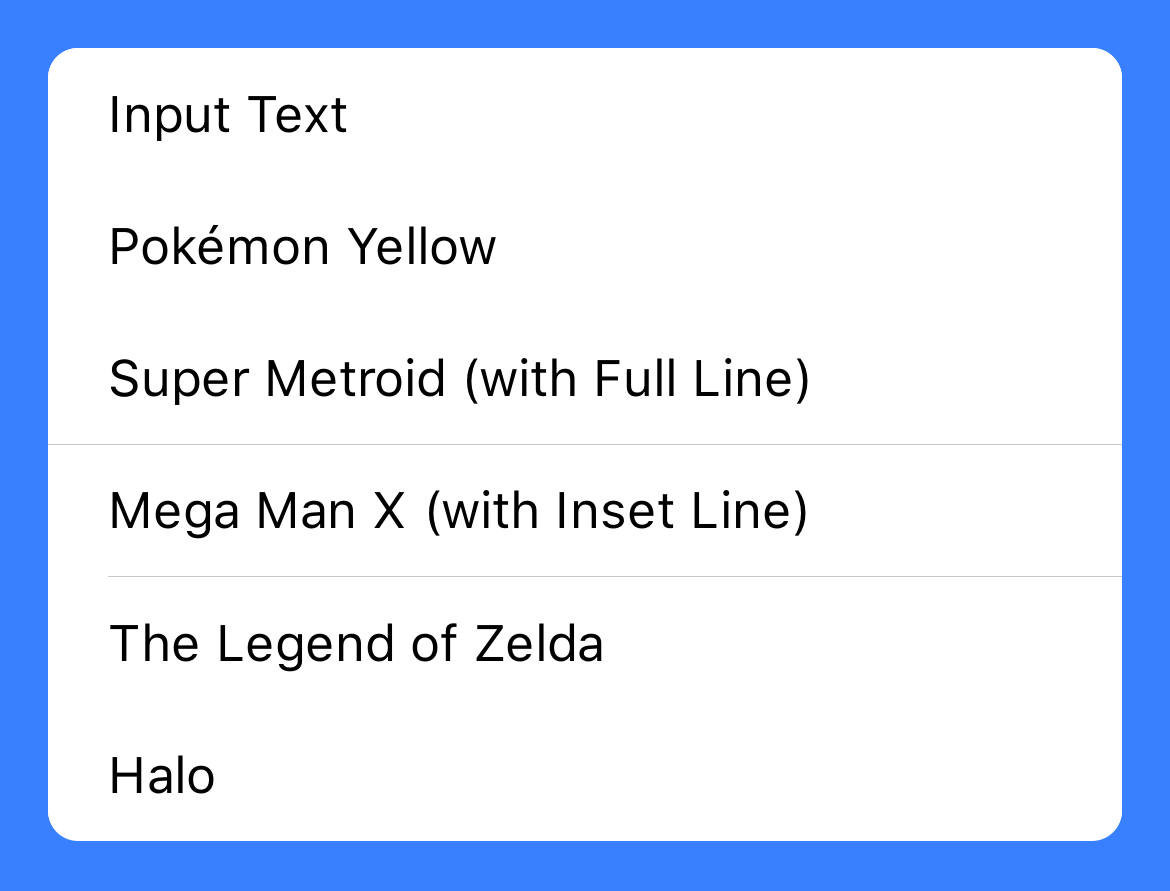 Input Text
Pokémon Yellow
Super Metroid (with Full Line)
Mega Man X (with Inset Line)
The Legend of Zelda
Halo